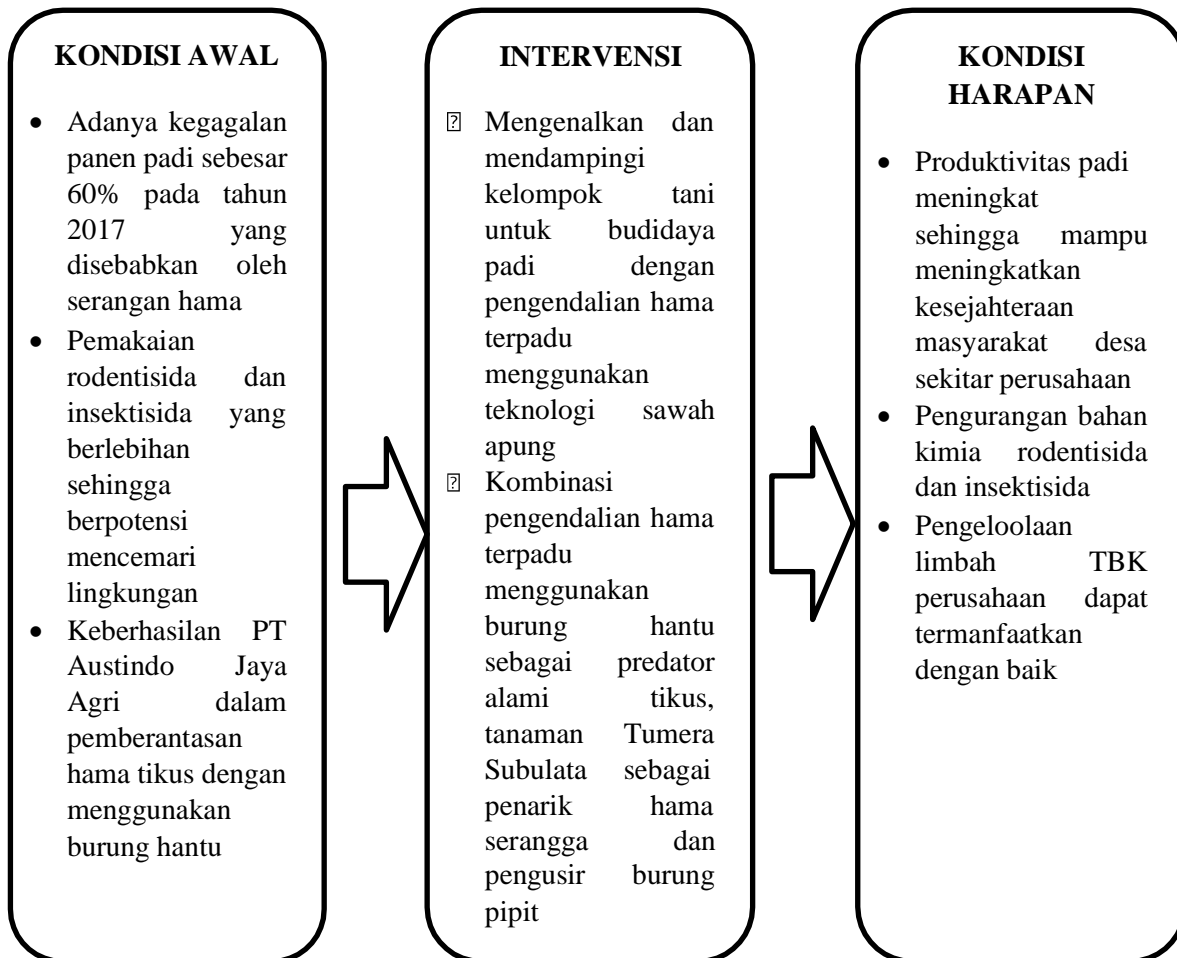 KONDISI AWAL
• Adanya kegagalan
panen padi sebesar
60% pada tahun
2017 yang
disebabkan oleh
serangan hama
• Pemakaian
rodentisida dan
insektisida yang
berlebihan
sehingga
berpotensi
mencemari
lingkungan
• Keberhasilan PT
Austindo Jaya
Agri dalam
pemberantasan
hama tikus dengan
menggunakan
burung hantu
INTERVENSI
⍰ Mengenalkan dan
mendampingi
kelompok tani
untuk budidaya
padi dengan
pengendalian hama
terpadu
menggunakan
teknologi sawah
apung
⍰ Kombinasi
pengendalian hama
terpadu
menggunakan
burung hantu
sebagai predator
alami tikus,
tanaman Tumera
Subulata sebagai
penarik hama
serangga dan
pengusir burung
pipit
KONDISI
HARAPAN
• Produktivitas padi
meningkat
sehingga mampu
meningkatkan
kesejahteraan
masyarakat desa
sekitar perusahaan
• Pengurangan bahan
kimia rodentisida
dan insektisida
• Pengeloolaan
limbah TBK
perusahaan dapat
termanfaatkan
dengan baik